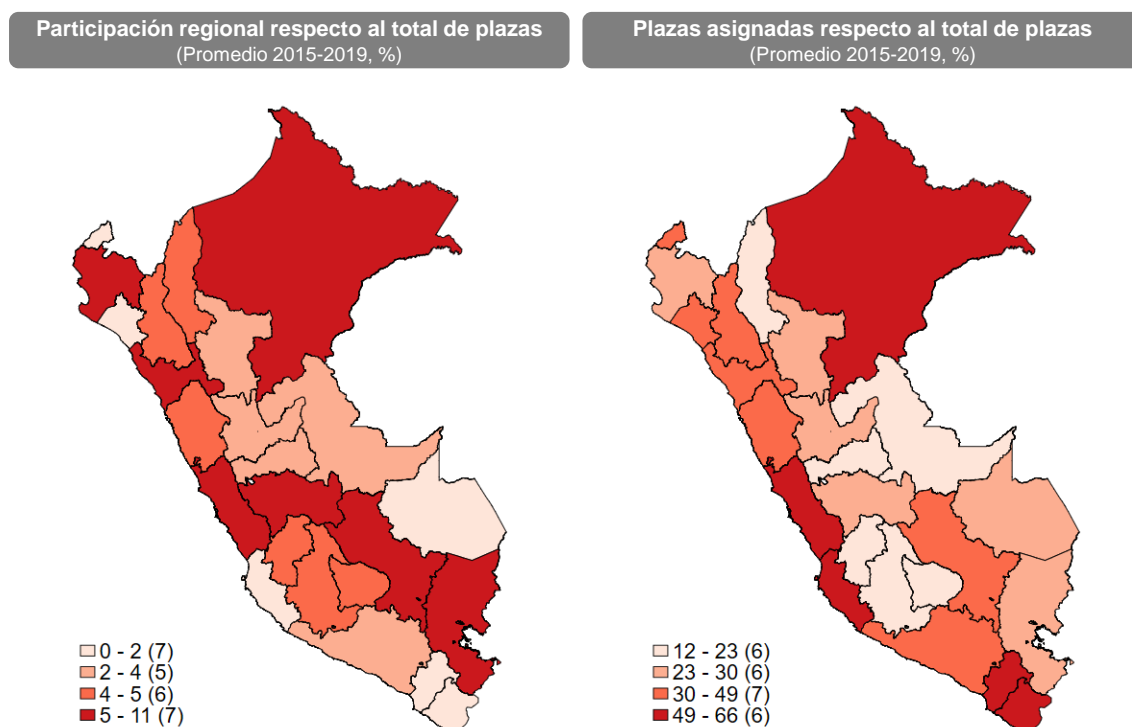 Participación regional respecto al total de plazas
(Promedio 2015-2019, %)
0 - 2 (7)
2 - 4 (5)
4 - 5 (6)
5 - 11 (7)
Plazas asignadas respecto al total de plazas
(Promedio 2015-2019, %)
12 - 23 (6)
23 - 30 (6)
30 - 49 (7)
49 - 66 (6)